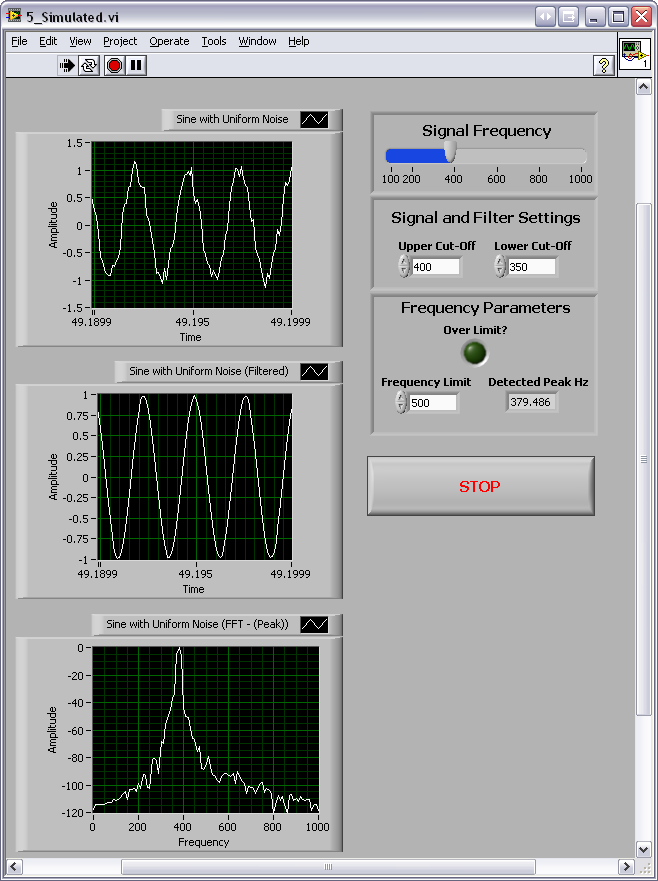 5_Simulated.vi
File Edit View Project Operate Tools Window Help
1
Sine with Uniform Noise
1.5
1
0.5
0
-0.5
-1
-1.5
Amplitude
49.1899 49.195 49.1999
Time
Sine with Uniform Noise (Filtered)
1
0.75
0.5
0.25
0
-0.25
-0.5
-0.75
-1
Amplitude
49.1899 49.195 49.1999
Time
Sine with Uniform Noise (FFT - (Peak))
0
-20
-40
-60
-80
-100
-120
Amplitude
0 200 400 600 800 1000
Frequency
Signal Frequency
100 200 400 600 800 1000
Signal and Filter Settings
Upper Cut-Off Lower Cut-Off
400 350
Frequency Parameters
Over Limit?
Frequency Limit Detected Peak Hz
500 379.486
STOP